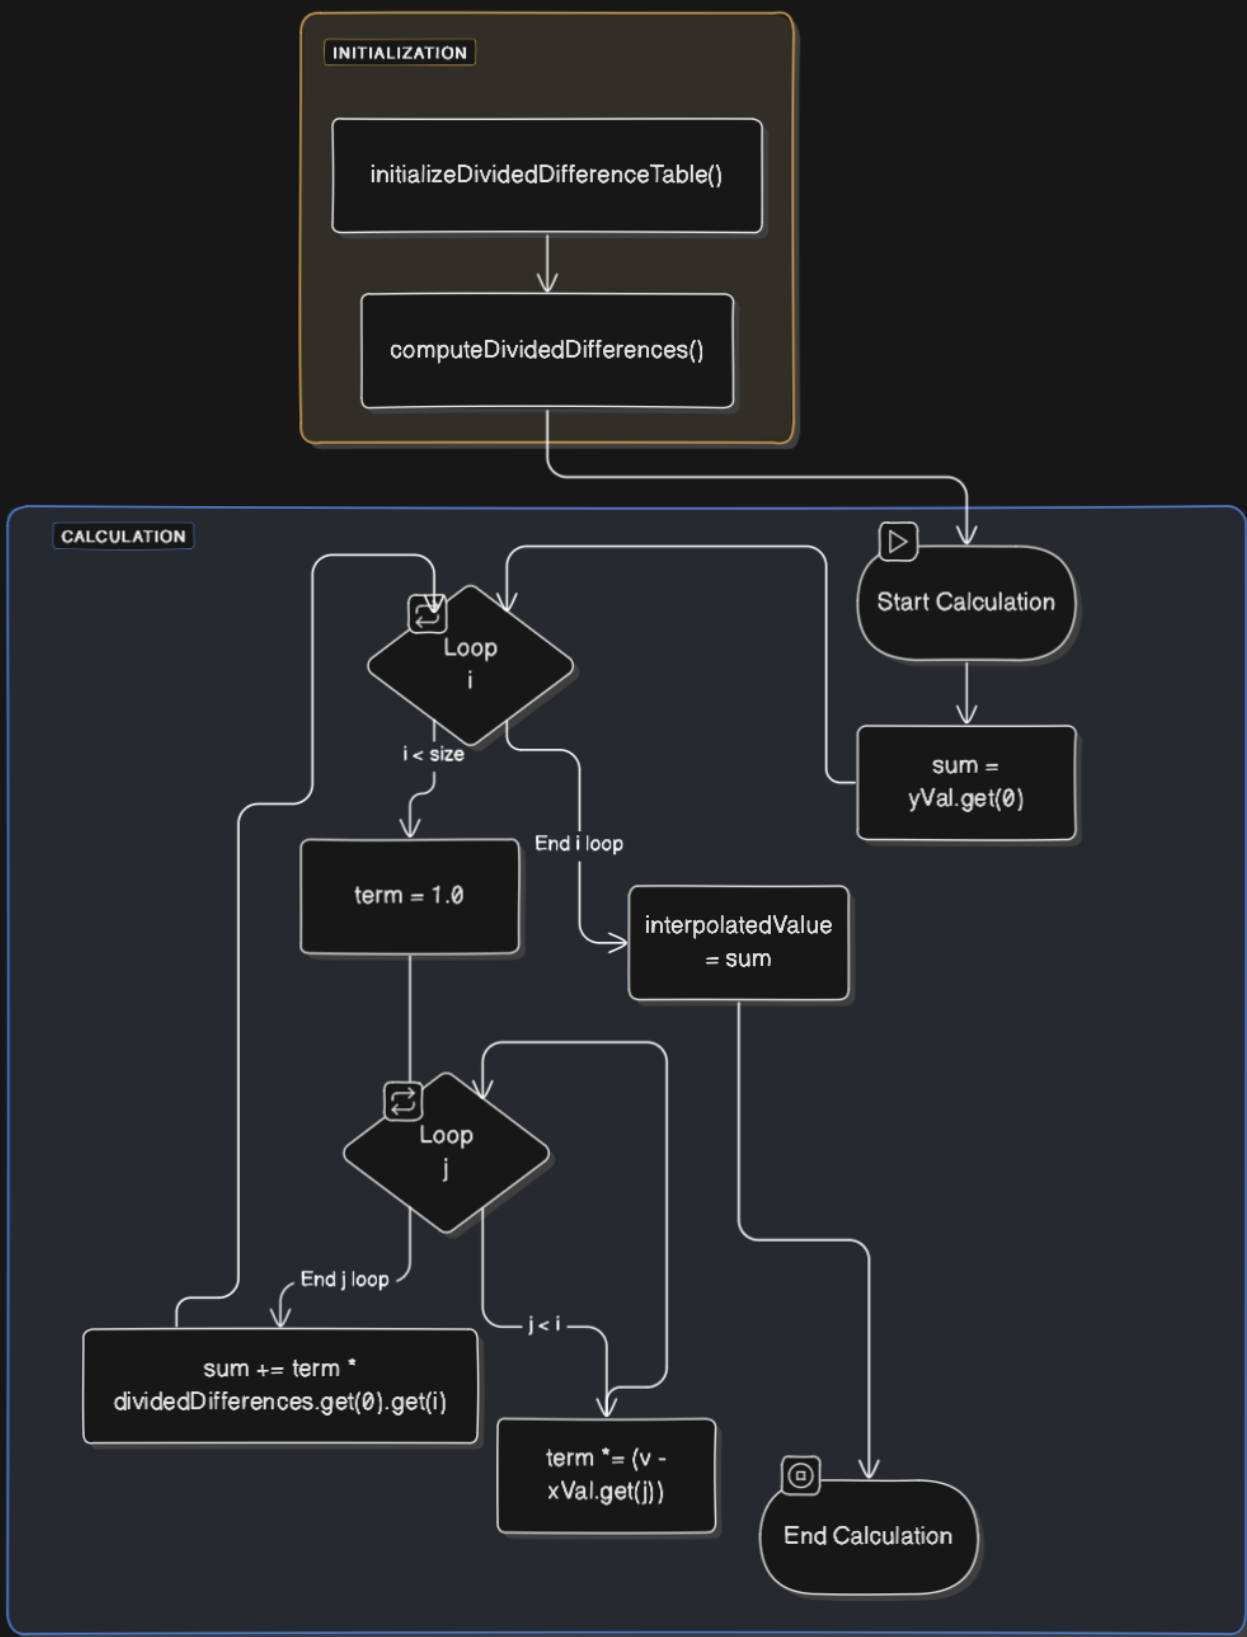 INITIALIZATION
initializeDividedDifferenceTable()
computeDividedDifferences()
CALCULATION
Start Calculation
Loop
i
i < size
sum =
yVal.get(0)
End i loop
term = 1.0
interpolatedValue
= sum
Loop
j
End j loop
j < i
sum += term *
dividedDifferences.get(0).get(i)
term *= (v -
xVal.get(j))
End Calculation